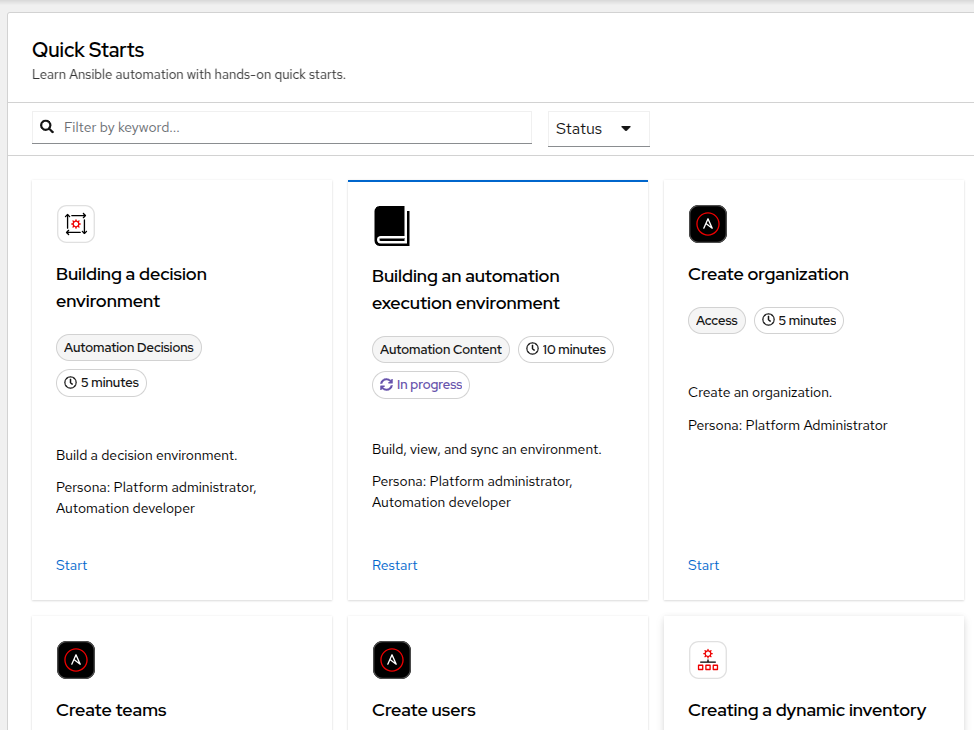 Quick Starts
Learn Ansible automation with hands-on quick starts.
Filter by keyword...
Status
Building a decision
environment
Automation Decisions
5 minutes
Build a decision environment.
Persona: Platform administrator,
Automation developer
Start
Building an automation
execution environment
Automation Content
10 minutes
In progress
Build, view, and sync an environment.
Persona: Platform administrator,
Automation developer
Restart
Create organization
Access
5 minutes
Create an organization.
Persona: Platform Administrator
Start
Create teams
Create users
Creating a dynamic inventory